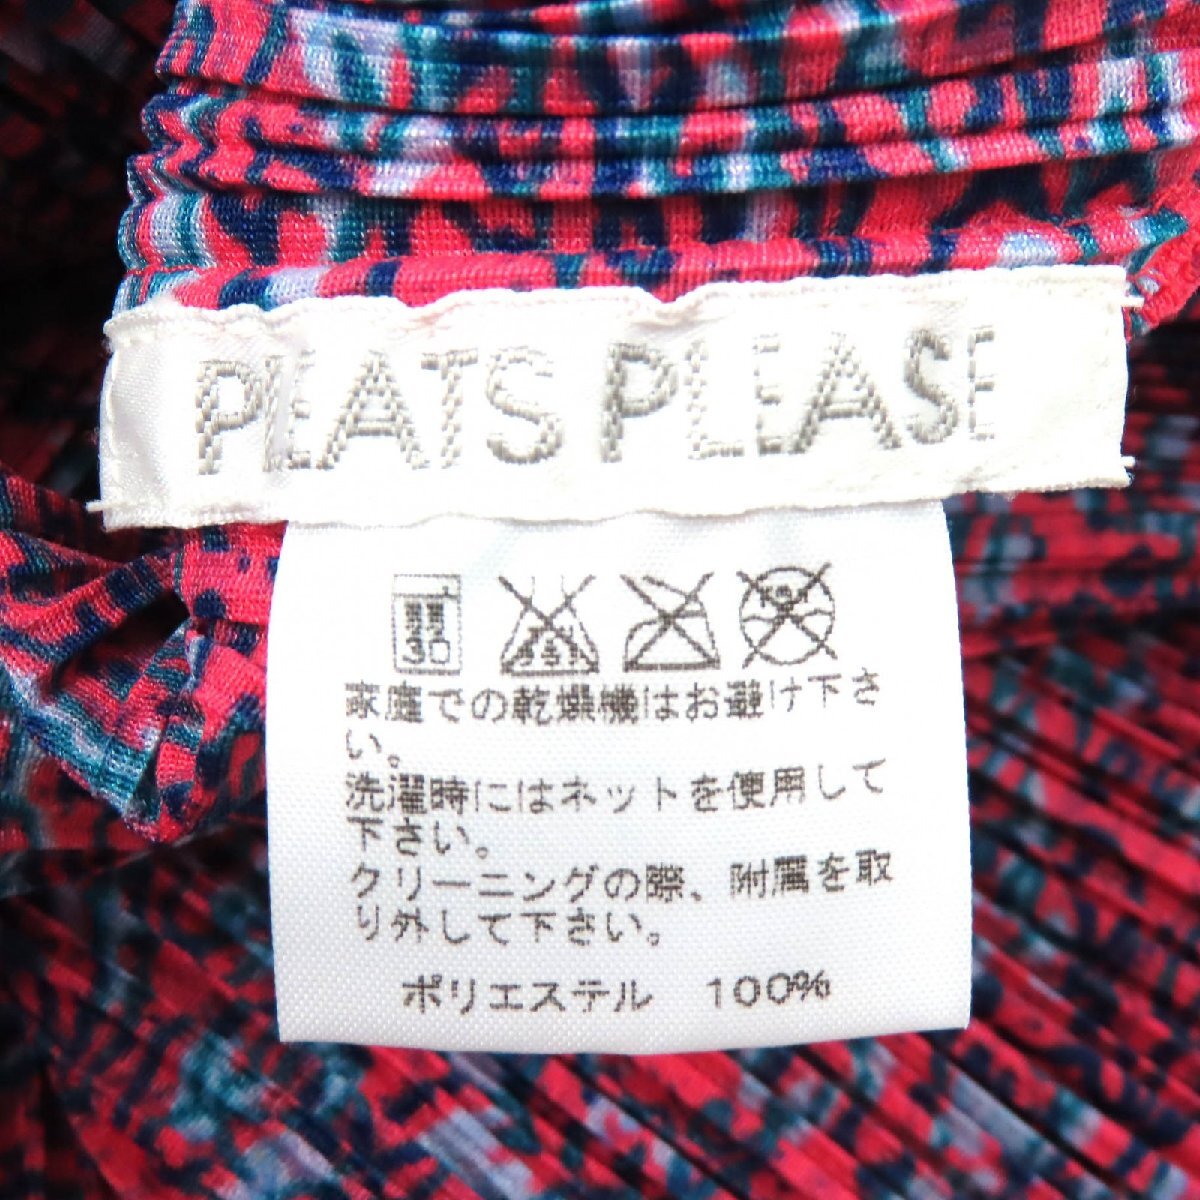 PLEATS PLEASE
30
家庭での乾燥機はお避け下さ
い。
洗濯時にはネットを使用して
下さい。
クリーニングの際、附属を取
り外して下さい。
ポリエステル 100%